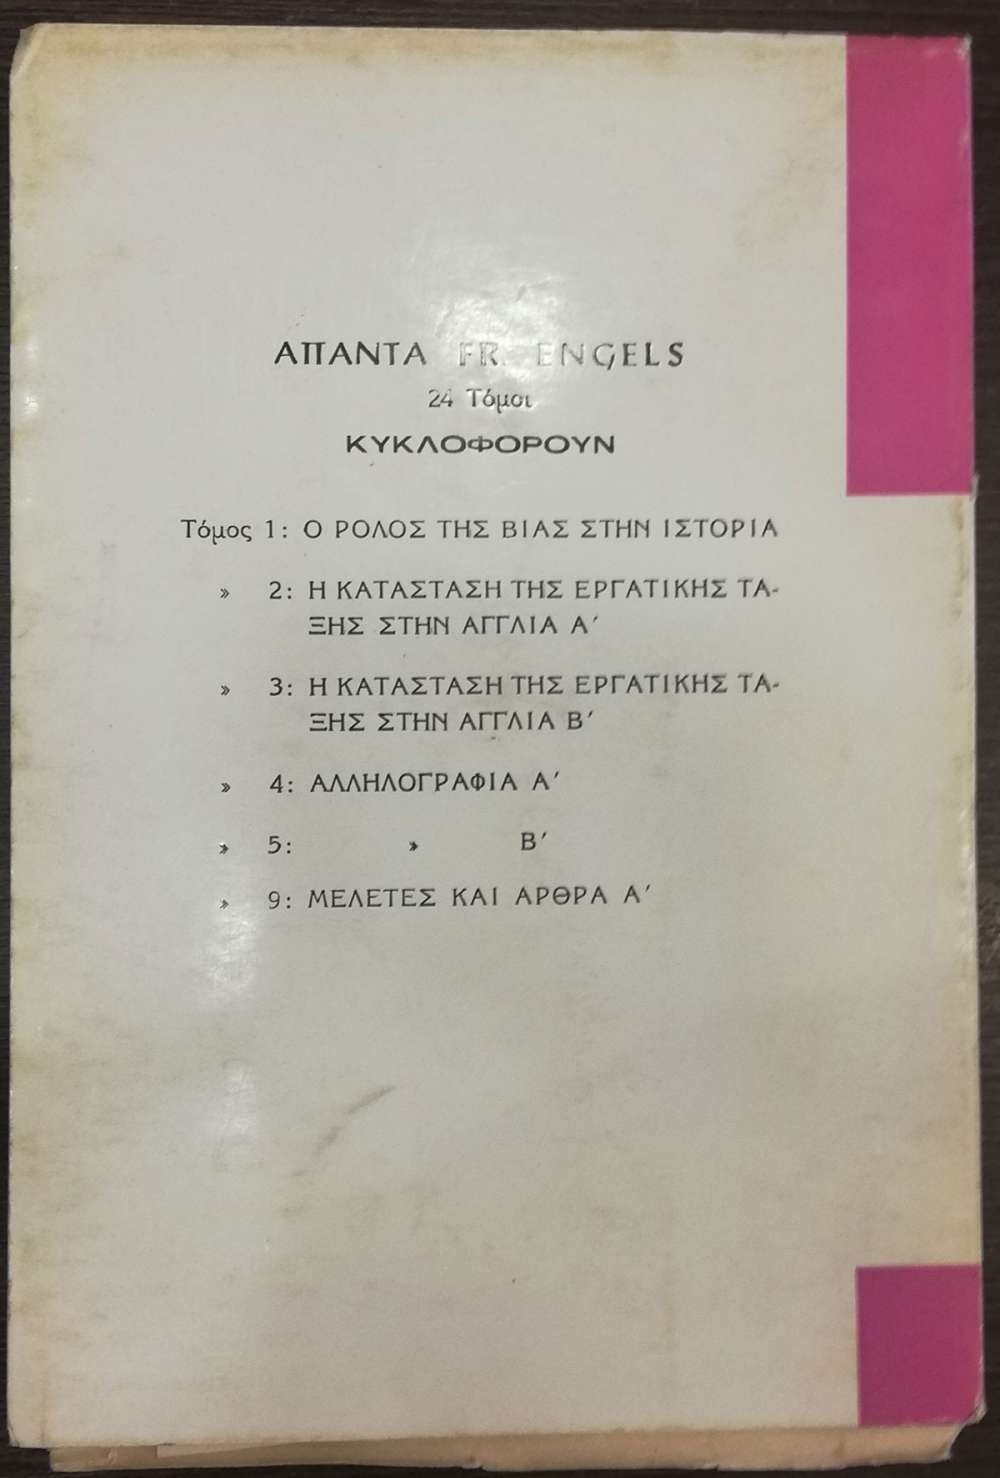 ΑΠΑΝΤΑ FR. ENGELS
24 Τόμοι
ΚΥΚΛΟΦΟΡΟΥΝ
Τόμος 1: Ο ΡΟΛΟΣ ΤΗΣ ΒΙΑΣ ΣΤΗΝ ΙΣΤΟΡΙΑ
» 2: Η ΚΑΤΑΣΤΑΣΗ ΤΗΣ ΕΡΓΑΤΙΚΗΣ ΤΑ-
ΞΗΣ ΣΤΗΝ ΑΓΓΛΙΑ Α′
» 3: Η ΚΑΤΑΣΤΑΣΗ ΤΗΣ ΕΡΓΑΤΙΚΗΣ ΤΑ-
ΞΗΣ ΣΤΗΝ ΑΓΓΛΙΑ Β′
» 4: ΑΛΛΗΛΟΓΡΑΦΙΑ Α′
» 5: » Β′
» 9: ΜΕΛΕΤΕΣ ΚΑΙ ΑΡΘΡΑ Α′